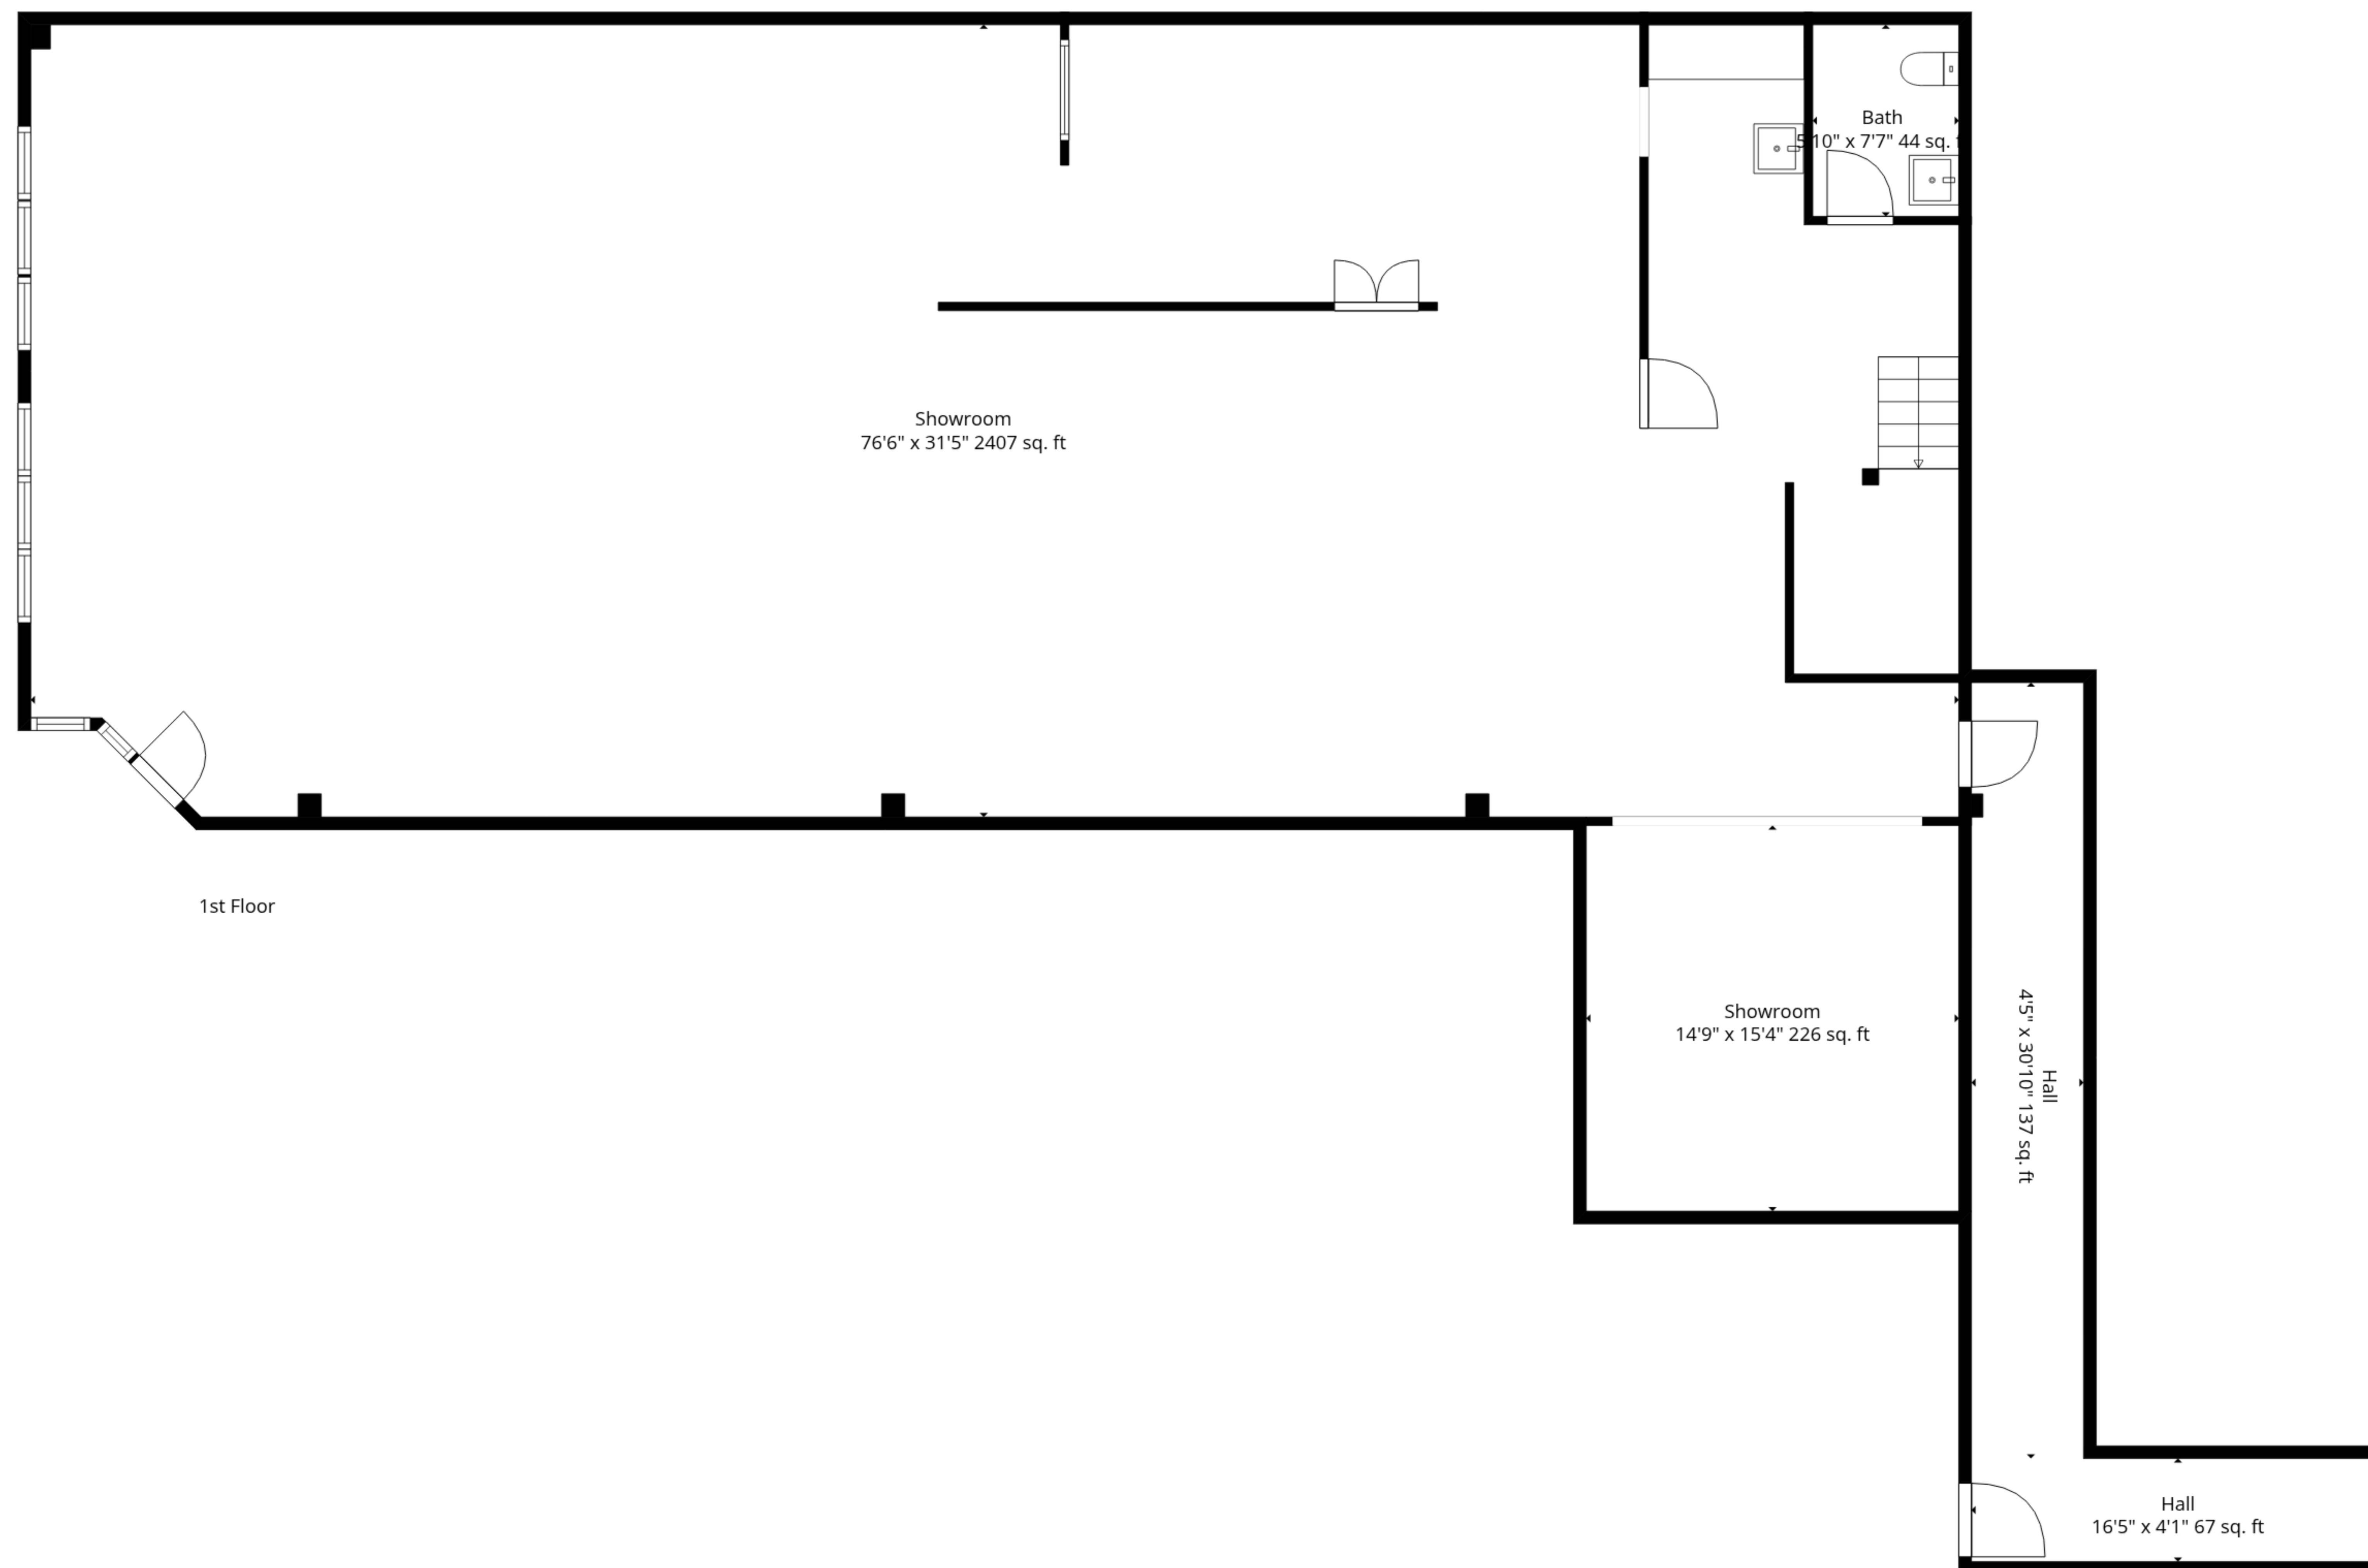 Bath
5'10" x 7'7" 44 sq. ft
Showroom
76'6" x 31'5" 2407 sq. ft
1st Floor
Showroom
14'9" x 15'4" 226 sq. ft
Hall
4'5" x 30'10" 137 sq. ft
Hall
16'5" x 4'1" 67 sq. ft